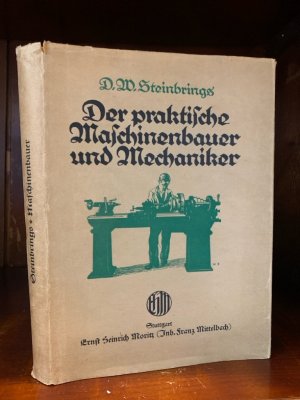 D. W. Steinbrings
Der praktische
Maschinenbauer
und Mechaniker
Stuttgart
Ernst Heinrich Moritz (Inh. Franz Mittelbach)
Steinbrings * Maschinenbauer